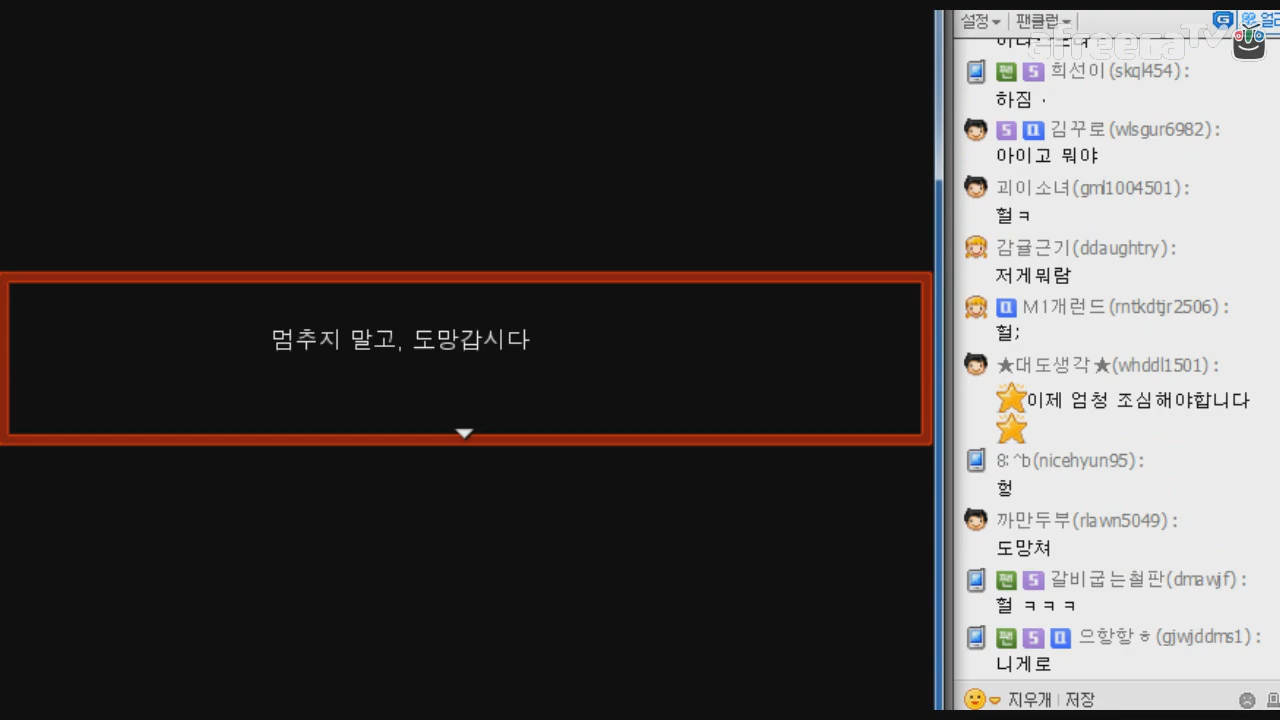 멈추지 말고, 도망갑시다
설정 팬클럽
afreecaTV
팬 S 희선이(skql454):
하짐 ·
S 김꾸로(wlsgur6982):
아이고 뭐야
괴이소녀(gml1004501):
헐ㅋ
감귤근기(ddaughtry):
저게뭐람
M1개런드(rntkdtjr2506):
헐;
★대도생각★(whddl1501):
이제 엄청 조심해야합니다
8:^b(nicehyun95):
헝
까만두부(rlawn5049):
도망쳐
팬 S 갈비굽는철판(dmawjf):
헐 ㅋㅋㅋ
팬 S 으항항ㅎ(gjwjddms1):
니게로
지우개 저장